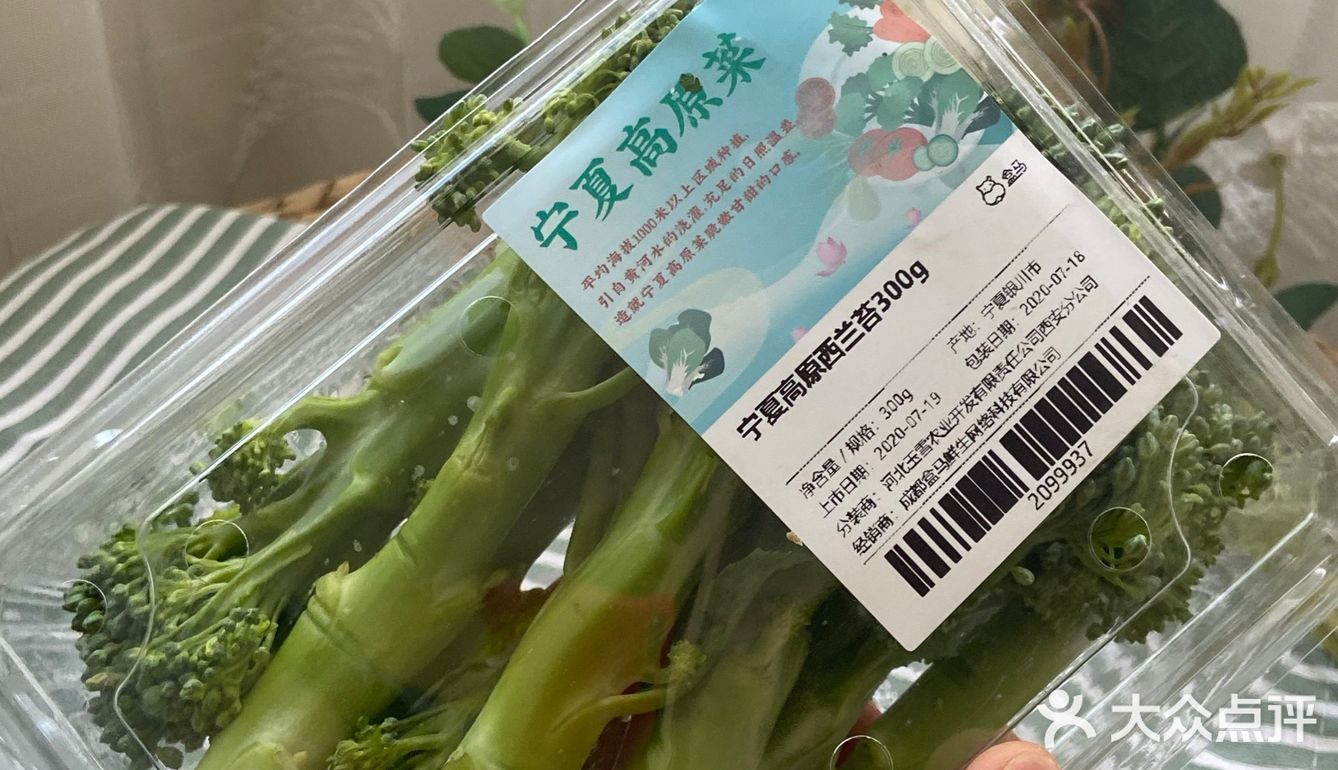 宁夏高原菜
平均海拔1000米以上区域种植,
引自黄河水的浇灌,充足的日照温差,
造就宁夏高原菜脆嫩甘甜的口感.
盒马
宁夏高原西兰苔300g
净含量/规格: 300g
产地: 宁夏银川市
上市日期: 2020-07-19
包装日期: 2020-07-18
分装商: 河北玉雪农业开发有限责任公司西安分公司
经销商: 成都盒马鲜生网络科技有限公司
2099937
大众点评